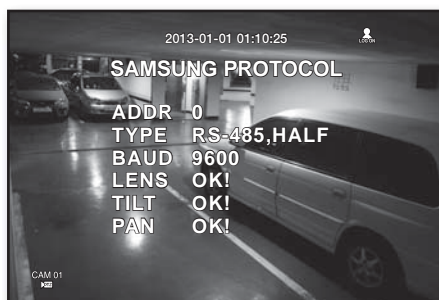 2013-01-01 01:10:25
LOG ON
SAMSUNG PROTOCOL
ADDR 0
TYPE RS-485,HALF
BAUD 9600
LENS OK!
TILT OK!
PAN OK!
CAM 01